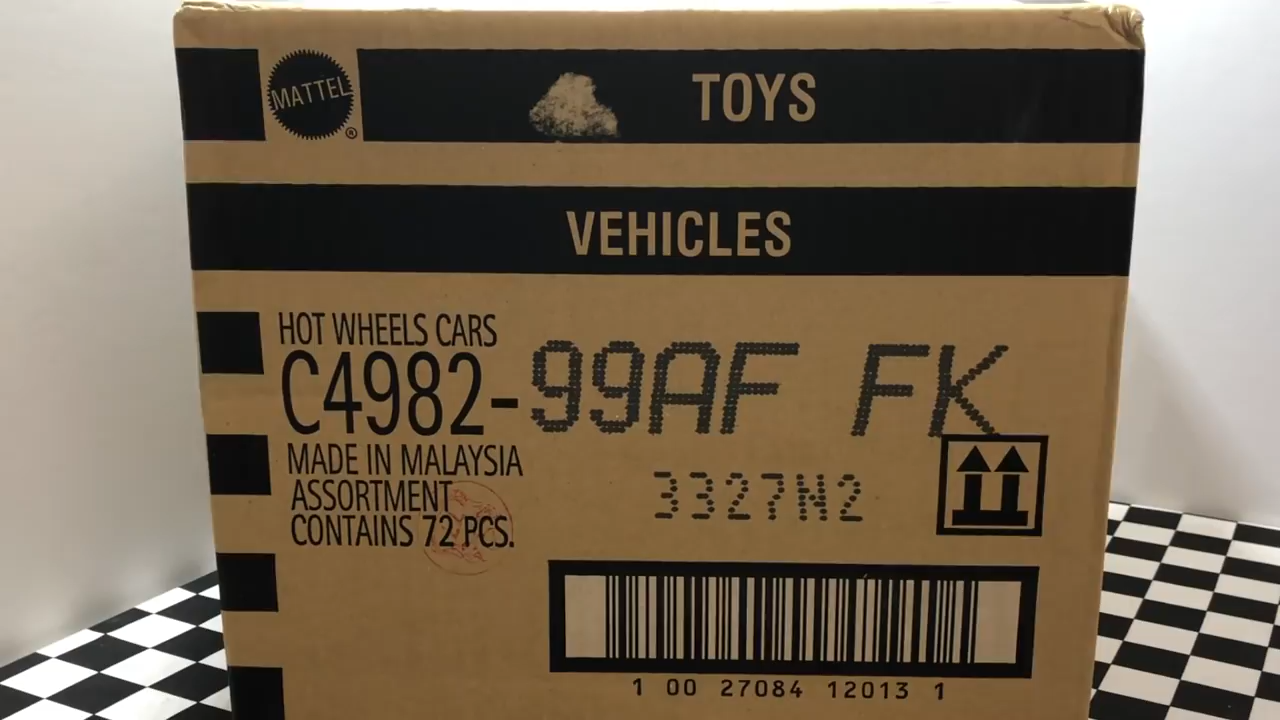 MATTEL
®
TOYS
VEHICLES
HOT WHEELS CARS
C4982-99AF FK
MADE IN MALAYSIA
ASSORTMENT
CONTAINS 72 PCS.
3327N2
1 00 27084 12013 1